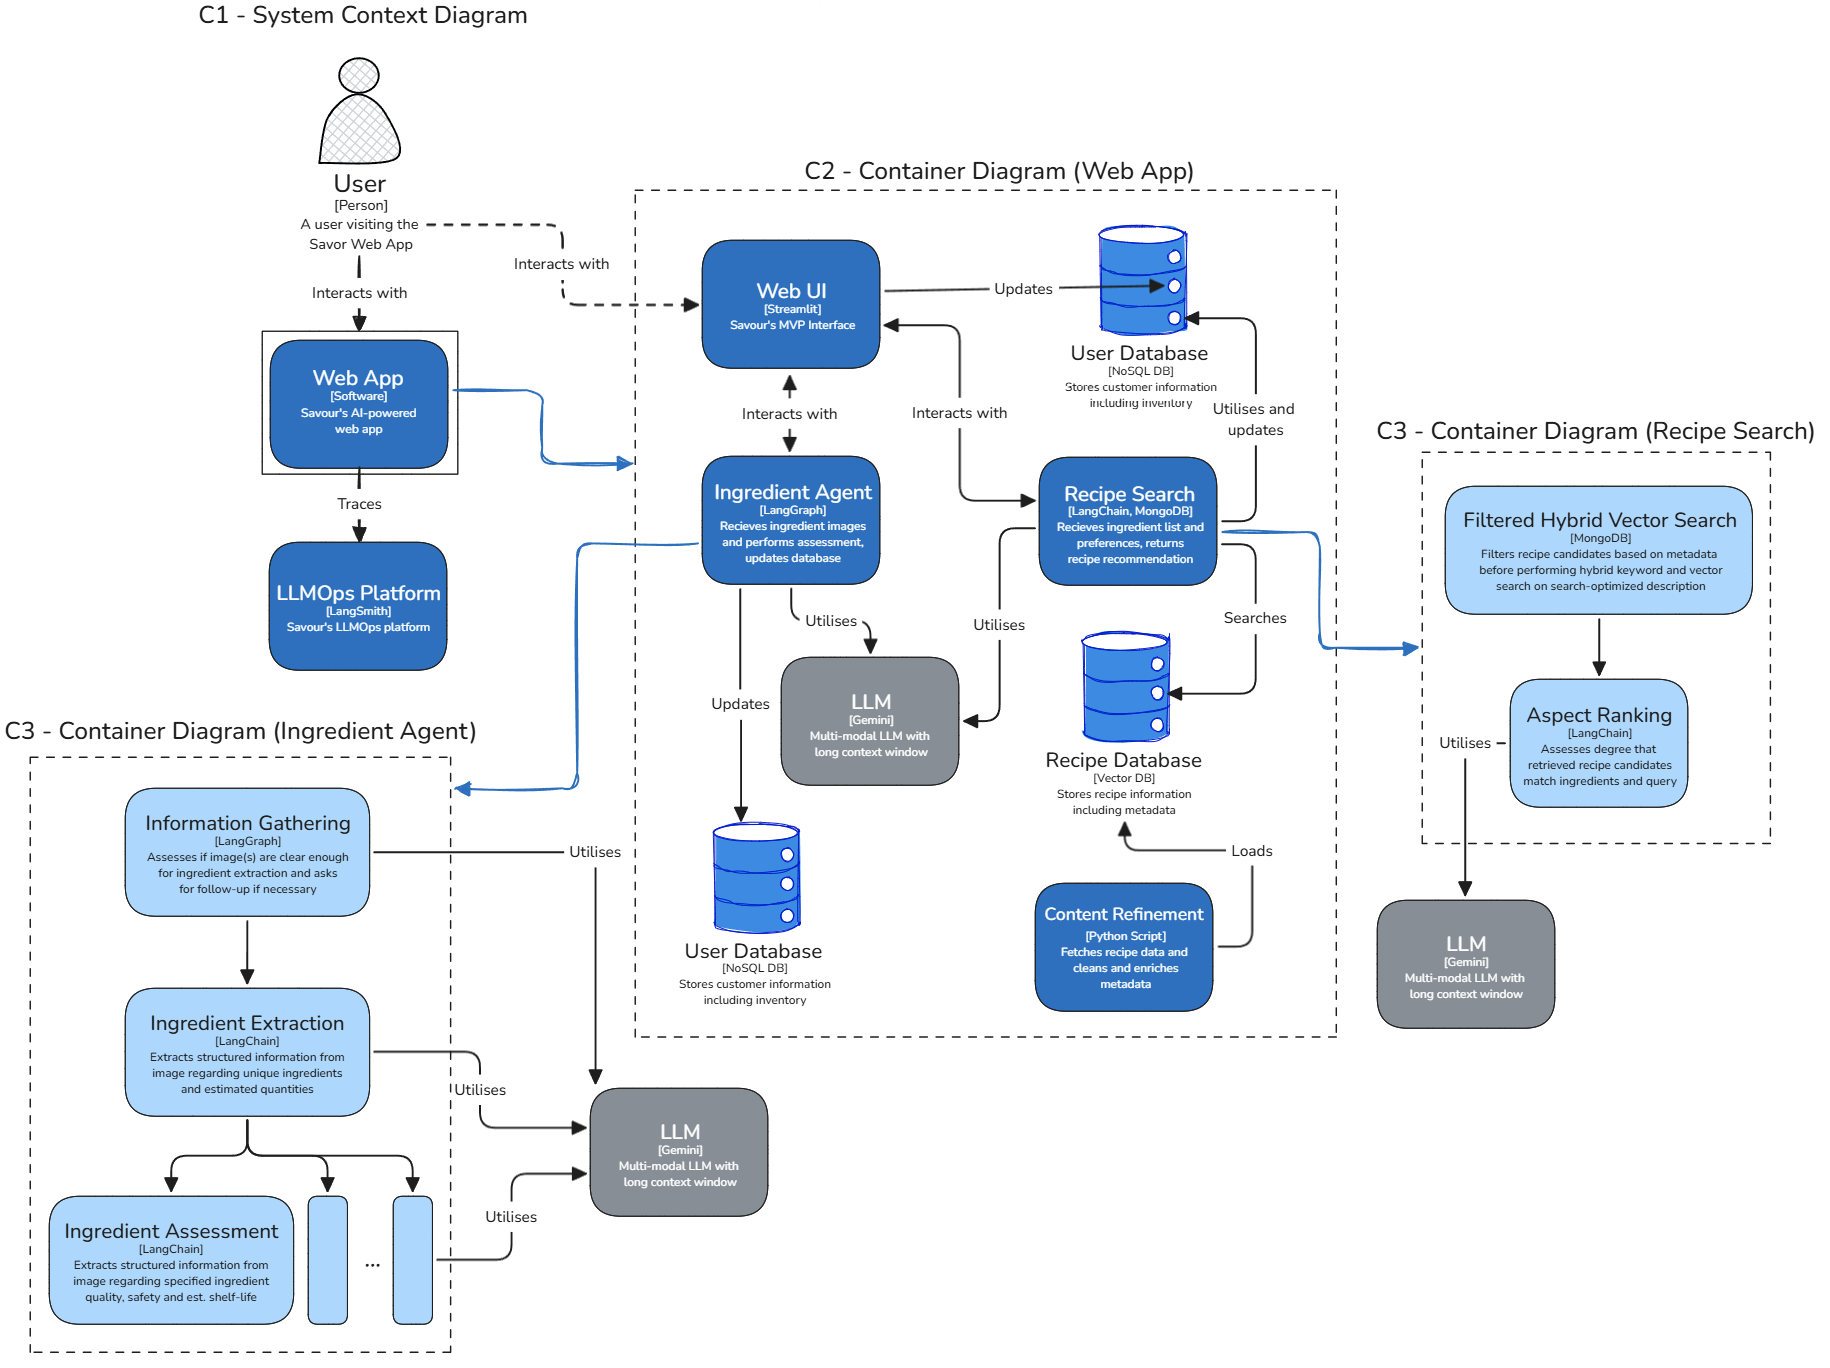 C1 - System Context Diagram
User
[Person]
A user visiting the
Savor Web App
Interacts with
Interacts with
Web App
[Software]
Savour's AI-powered
web app
Traces
LLMOps Platform
[LangSmith]
Savour's LLMOps platform
C2 - Container Diagram (Web App)
Web UI
[Streamlit]
Savour's MVP Interface
Updates
User Database
[NoSQL DB]
Stores customer information
including inventory
Interacts with
Interacts with
Utilises and
updates
Ingredient Agent
[LangGraph]
Recieves ingredient images
and performs assessment,
updates database
Recipe Search
[LangChain, MongoDB]
Recieves ingredient list and
preferences, returns
recipe recommendation
Utilises
Utilises
Searches
Updates
LLM
[Gemini]
Multi-modal LLM with
long context window
Recipe Database
[Vector DB]
Stores recipe information
including metadata
Loads
Content Refinement
[Python Script]
Fetches recipe data and
cleans and enriches
metadata
User Database
[NoSQL DB]
Stores customer information
including inventory
C3 - Container Diagram (Recipe Search)
Filtered Hybrid Vector Search
[MongoDB]
Filters recipe candidates based on metadata
before performing hybrid keyword and vector
search on search-optimized description
Aspect Ranking
[LangChain]
Assesses degree that
retrieved recipe candidates
match ingredients and query
Utilises
LLM
[Gemini]
Multi-modal LLM with
long context window
C3 - Container Diagram (Ingredient Agent)
Information Gathering
[LangGraph]
Assesses if image(s) are clear enough
for ingredient extraction and asks
for follow-up if necessary
Utilises
Ingredient Extraction
[LangChain]
Extracts structured information from
image regarding unique ingredients
and estimated quantities
Utilises
Ingredient Assessment
[LangChain]
Extracts structured information from
image regarding specified ingredient
quality, safety and est. shelf-life
...
Utilises
LLM
[Gemini]
Multi-modal LLM with
long context window